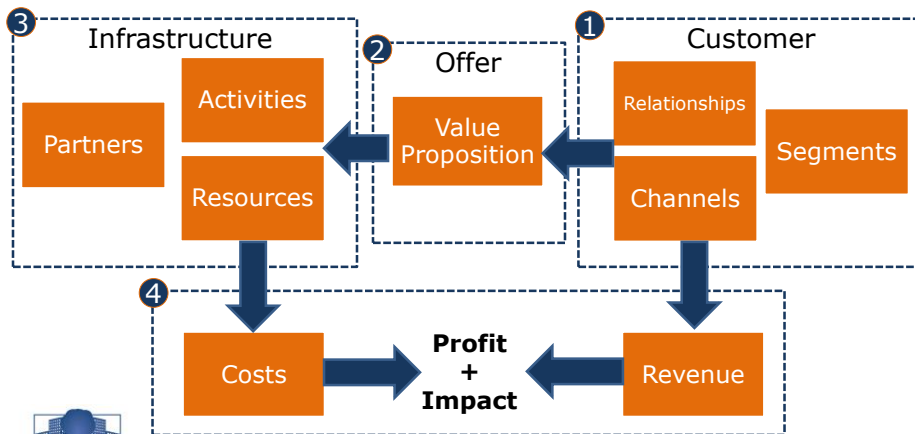 3
Infrastructure
Activities
Partners
Resources
2
Offer
Value
Proposition
1
Customer
Relationships
Segments
Channels
4
Costs
Profit
+
Impact
Revenue